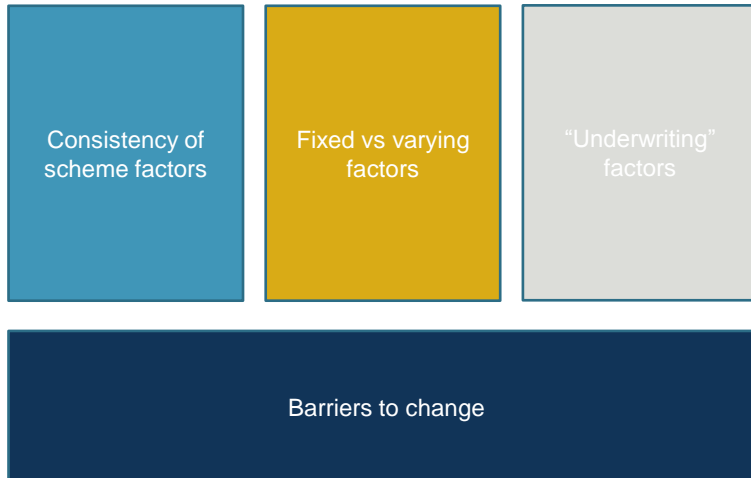 Consistency of
scheme factors
Fixed vs varying
factors
“Underwriting”
factors
Barriers to change